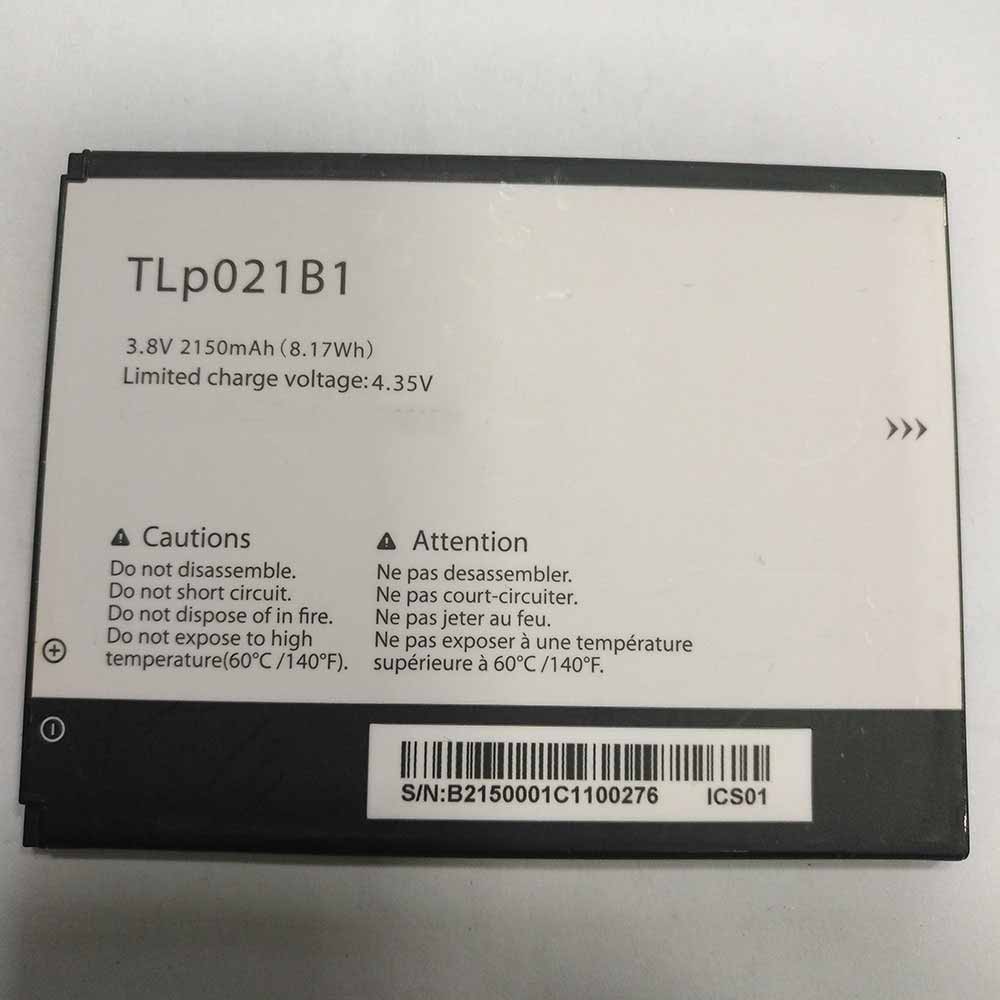 TLp021B1
3.8V 2150mAh (8.17Wh)
Limited charge voltage: 4.35V
Cautions
Do not disassemble.
Do not short circuit.
Do not dispose of in fire.
Do not expose to high
temperature(60°C /140°F).
Attention
Ne pas desassembler.
Ne pas court-circuiter.
Ne pas jeter au feu.
Ne pas exposer à une température
supérieure à 60°C /140°F.
S/N:B2150001C1100276 ICS01